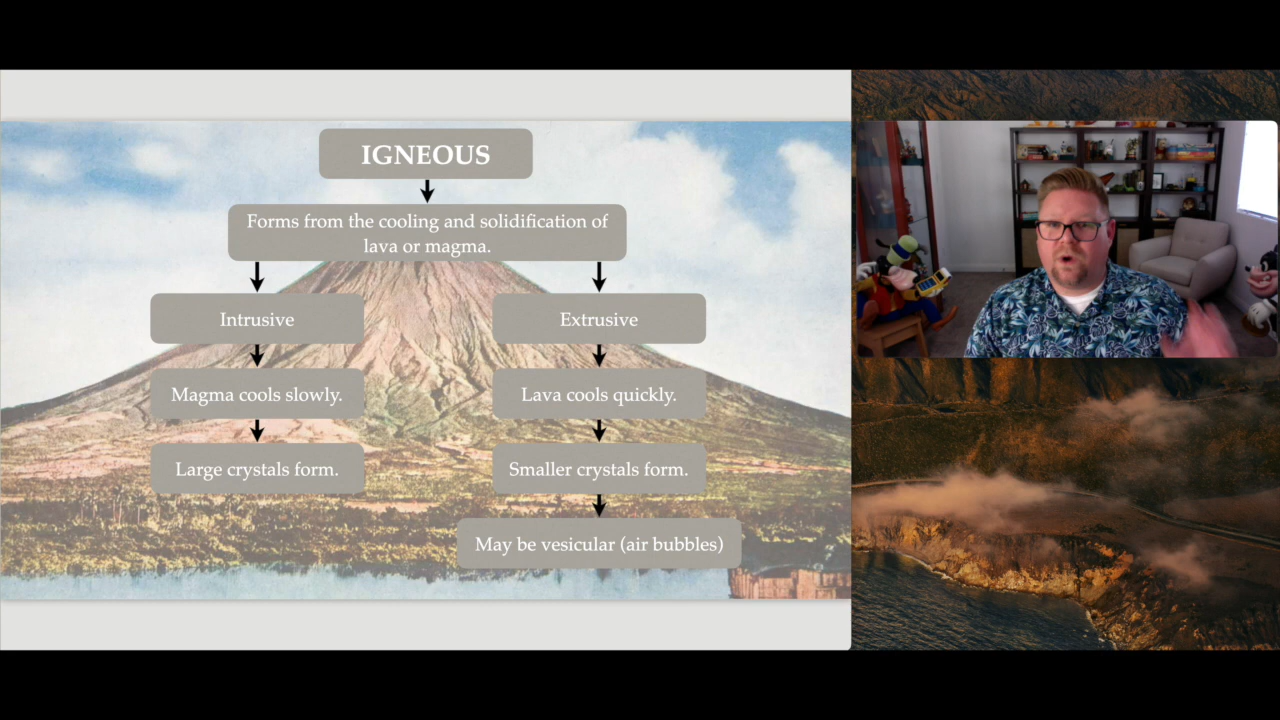 IGNEOUS
Forms from the cooling and solidification of
lava or magma.
Intrusive
Extrusive
Magma cools slowly.
Lava cools quickly.
Large crystals form.
Smaller crystals form.
May be vesicular (air bubbles)